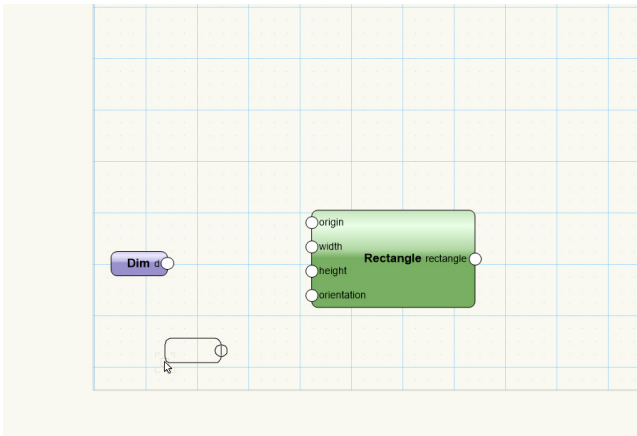 origin
width
Rectangle rectangle
Dim d
height
orientation